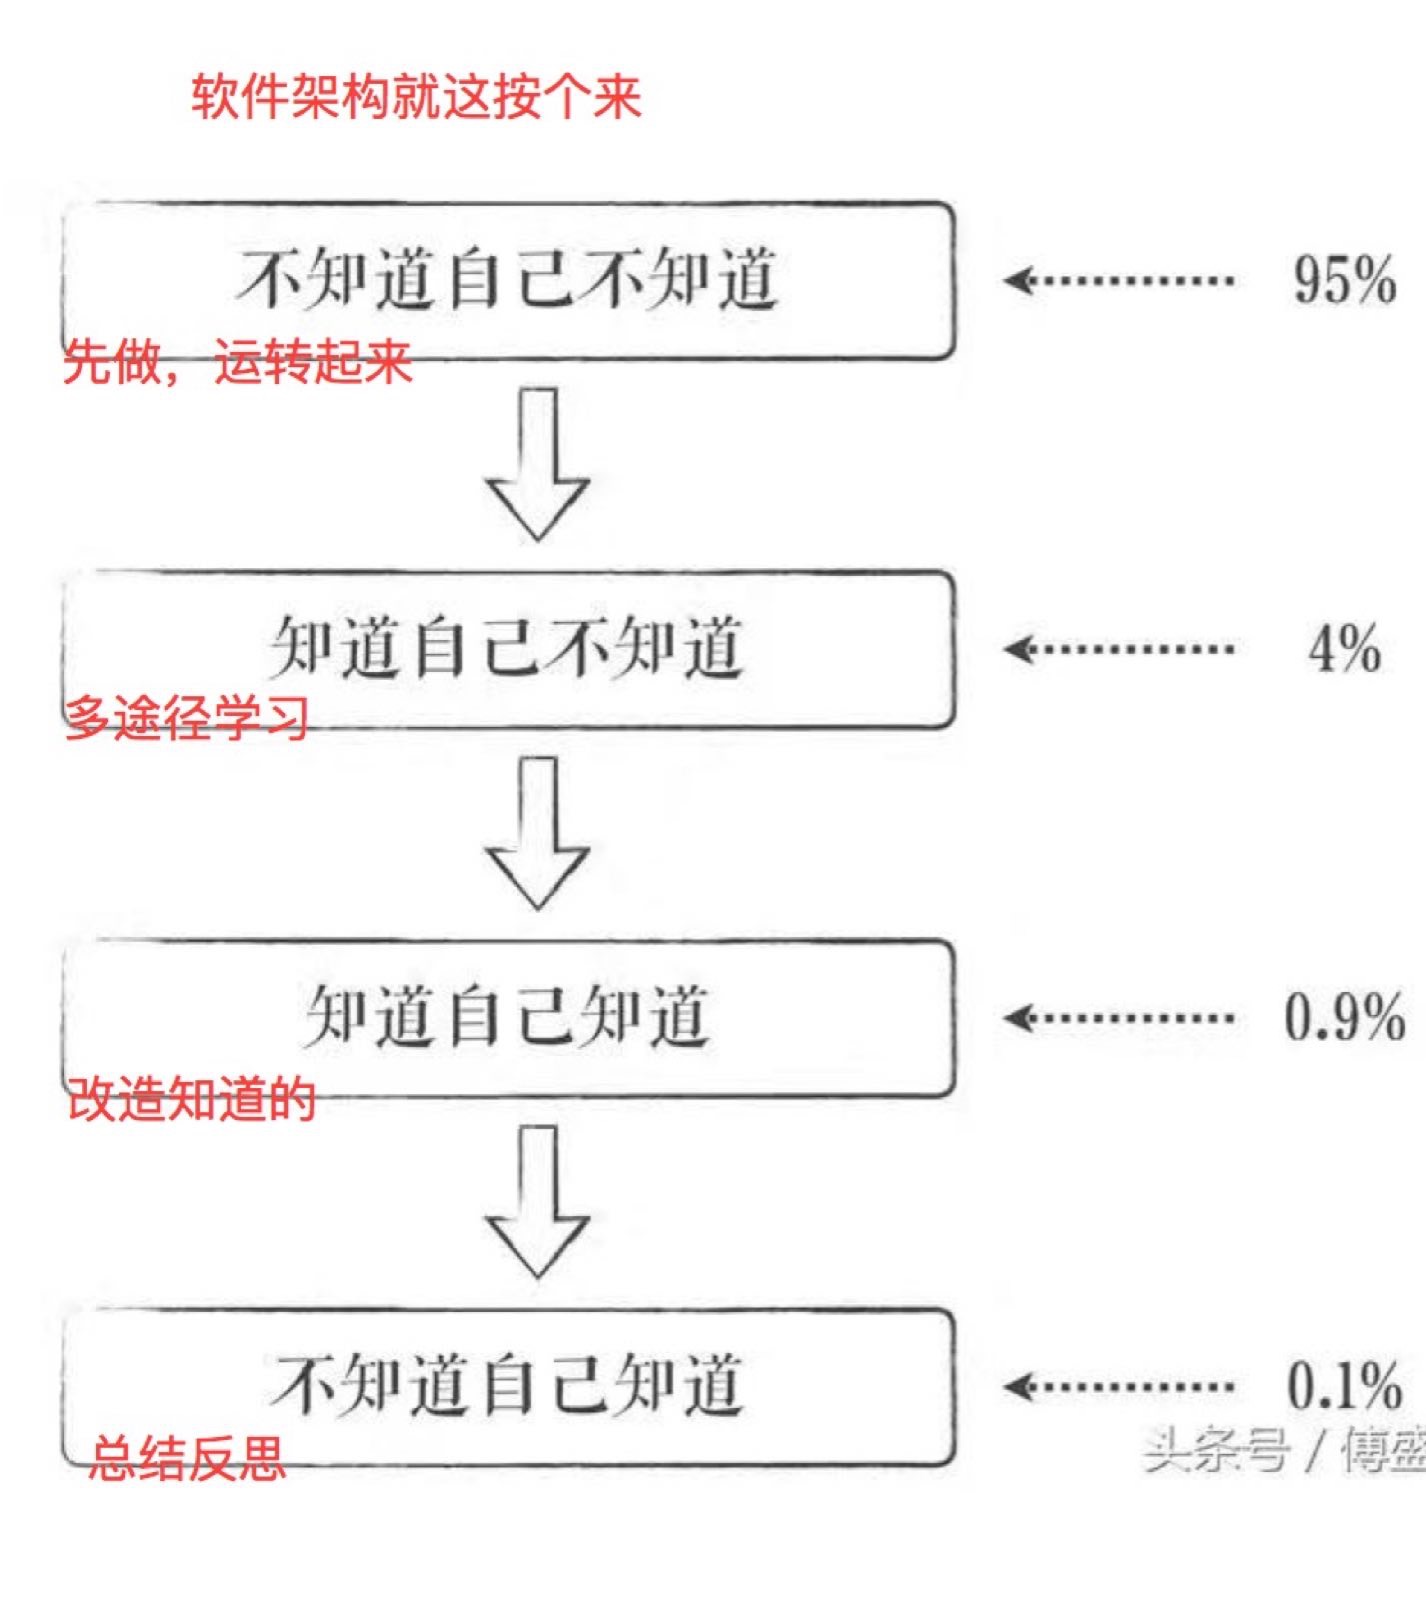 软件架构就这按个来
不知道自己不知道
95%
先做，运转起来
知道自己不知道
4%
多途径学习
知道自己知道
0.9%
改造知道的
不知道自己知道
0.1%
头条号 / 傅盛
总结反思